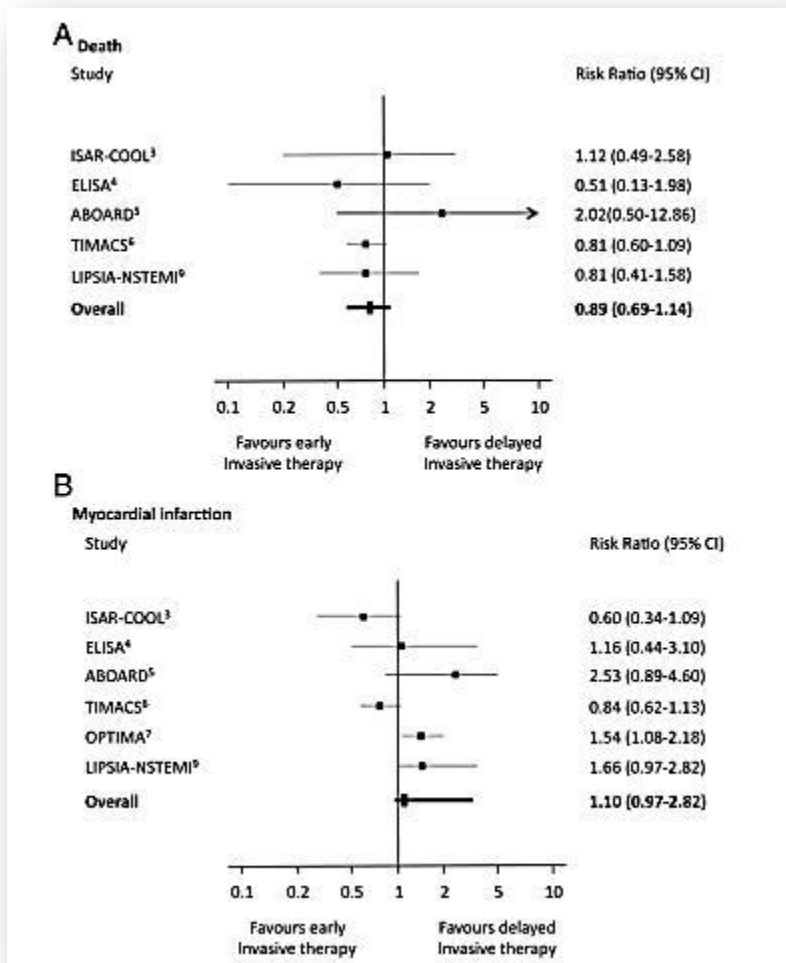 A Death
Study Risk Ratio (95% CI)
ISAR-COOL³ 1.12 (0.49-2.58)
ELISA⁴ 0.51 (0.13-1.98)
ABOARD⁵ 2.02(0.50-12.86)
TIMACS⁶ 0.81 (0.60-1.09)
LIPSIA-NSTEMI⁹ 0.81 (0.41-1.58)
Overall 0.89 (0.69-1.14)
0.1 0.2 0.5 1 2 5 10
Favours early Favours delayed
Invasive therapy Invasive therapy
B
Myocardial infarction
Study Risk Ratio (95% CI)
ISAR-COOL³ 0.60 (0.34-1.09)
ELISA⁴ 1.16 (0.44-3.10)
ABOARD⁵ 2.53 (0.89-4.60)
TIMACS⁶ 0.84 (0.62-1.13)
OPTIMA⁷ 1.54 (1.08-2.18)
LIPSIA-NSTEMI⁹ 1.66 (0.97-2.82)
Overall 1.10 (0.97-2.82)
0.1 0.2 0.5 1 2 5 10
Favours early Favours delayed
Invasive therapy Invasive therapy